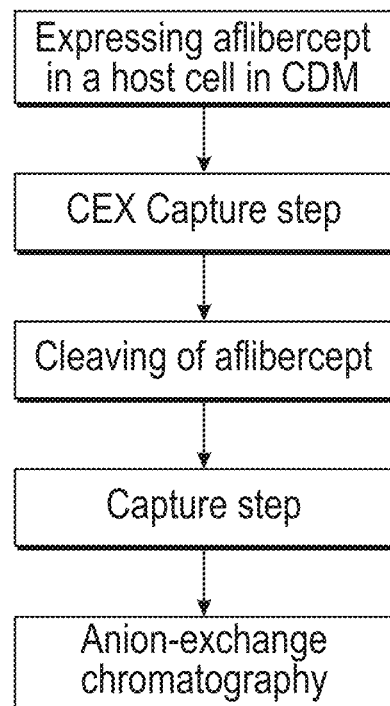 Expressing aflibercept
in a host cell in CDM
CEX Capture step
Cleaving of aflibercept
Capture step
Anion-exchange
chromatography